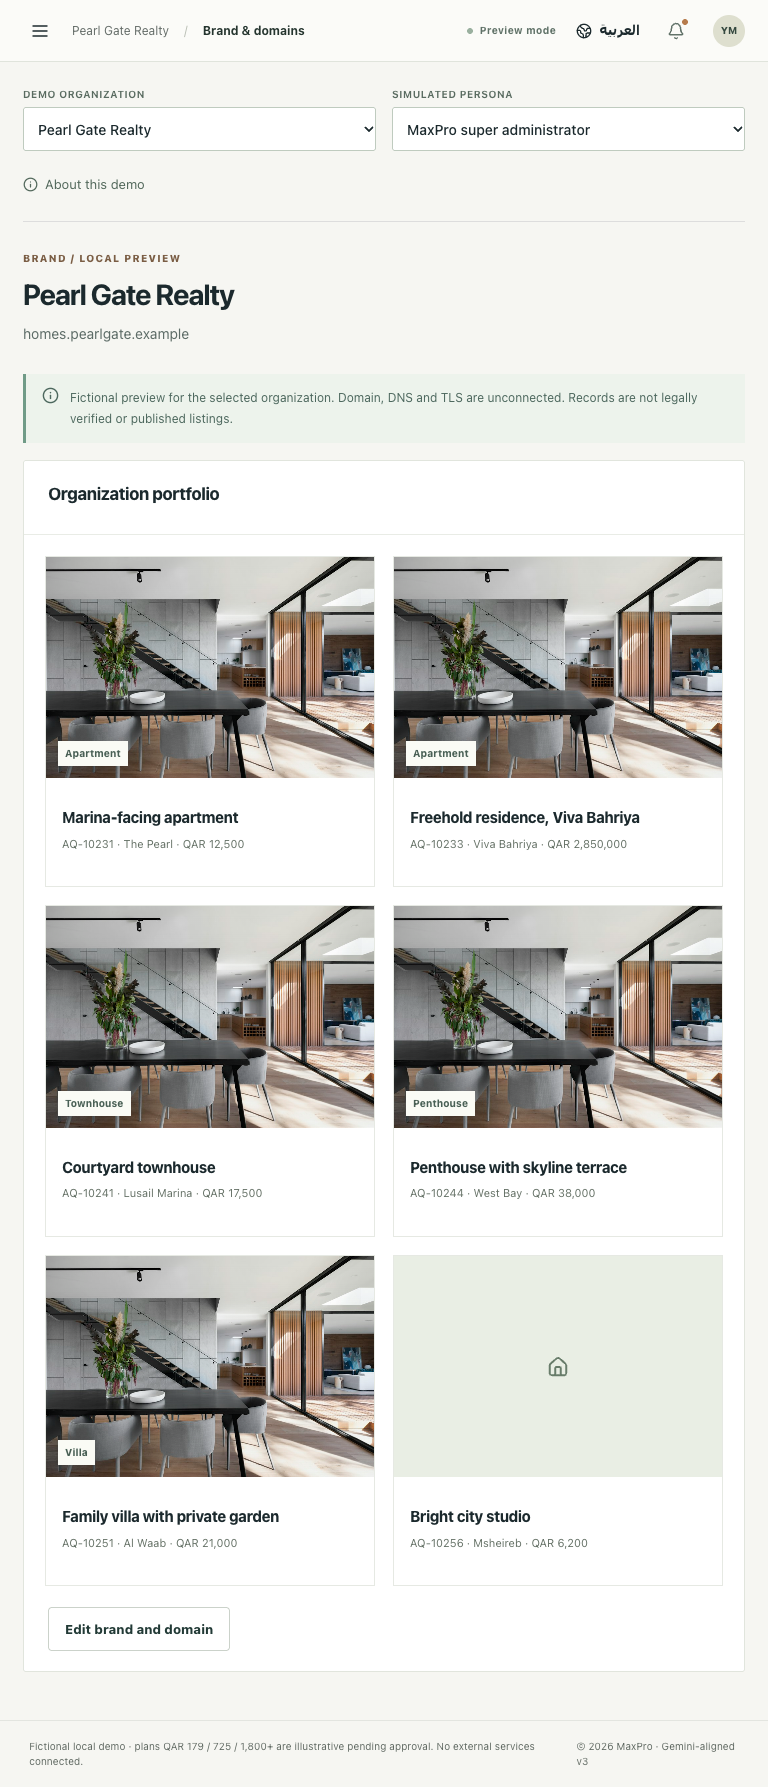 Pearl Gate Realty / Brand & domains
Preview mode
العربية
YM
DEMO ORGANIZATION
Pearl Gate Realty
SIMULATED PERSONA
MaxPro super administrator
About this demo
BRAND / LOCAL PREVIEW
Pearl Gate Realty
homes.pearlgate.example
Fictional preview for the selected organization. Domain, DNS and TLS are unconnected. Records are not legally
verified or published listings.
Organization portfolio
Apartment
Marina-facing apartment
AQ-10231 · The Pearl · QAR 12,500
Apartment
Freehold residence, Viva Bahriya
AQ-10233 · Viva Bahriya · QAR 2,850,000
Townhouse
Courtyard townhouse
AQ-10241 · Lusail Marina · QAR 17,500
Penthouse
Penthouse with skyline terrace
AQ-10244 · West Bay · QAR 38,000
Villa
Family villa with private garden
AQ-10251 · Al Waab · QAR 21,000
Bright city studio
AQ-10256 · Msheireb · QAR 6,200
Edit brand and domain
Fictional local demo · plans QAR 179 / 725 / 1,800+ are illustrative pending approval. No external services
connected.
© 2026 MaxPro · Gemini-aligned
v3